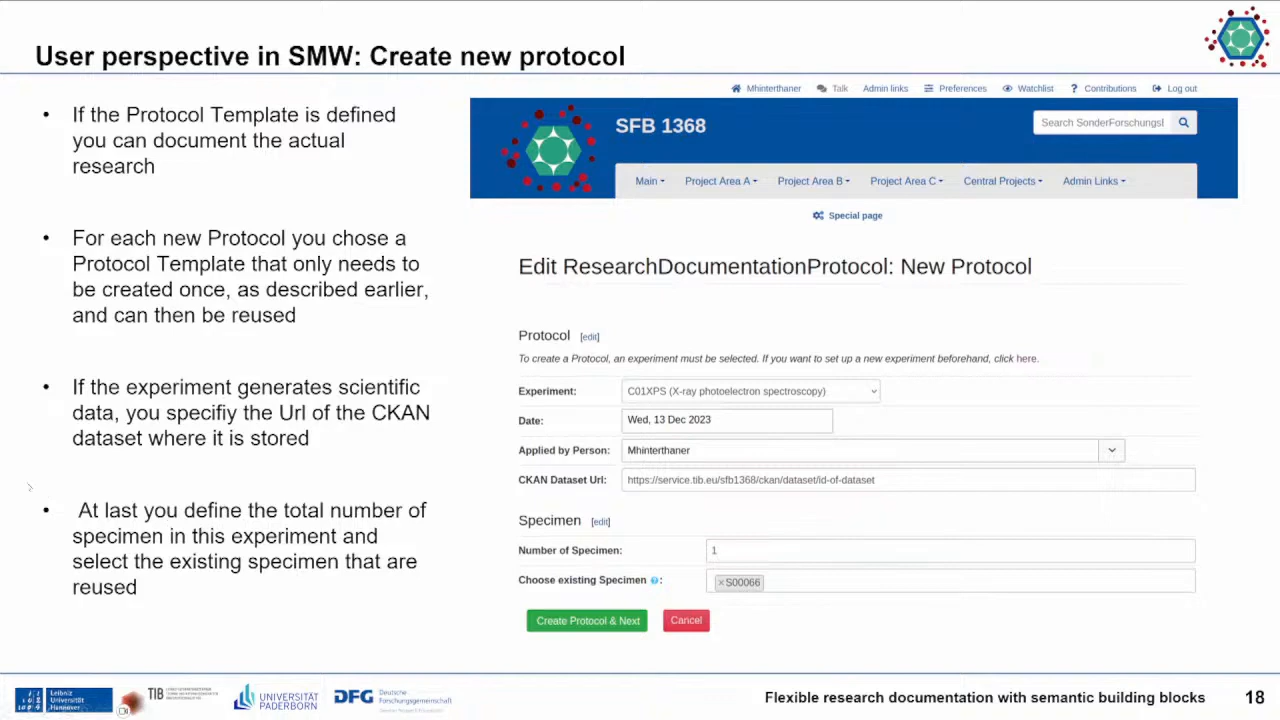 User perspective in SMW: Create new protocol
• If the Protocol Template is defined
you can document the actual
research
• For each new Protocol you chose a
Protocol Template that only needs to
be created once, as described earlier,
and can then be reused
• If the experiment generates scientific
data, you specifiy the Url of the CKAN
dataset where it is stored
• At last you define the total number of
specimen in this experiment and
select the existing specimen that are
reused
Mhinterthaner Talk Admin links Preferences Watchlist ? Contributions Log out
SFB 1368
Search SonderForschungsl
Main Project Area A Project Area B Project Area C Central Projects Admin Links
Special page
Edit ResearchDocumentationProtocol: New Protocol
Protocol [edit]
To create a Protocol, an experiment must be selected. If you want to set up a new experiment beforehand, click here.
Experiment: C01XPS (X-ray photoelectron spectroscopy)
Date: Wed, 13 Dec 2023
Applied by Person: Mhinterthaner
CKAN Dataset Url: https://service.tib.eu/sfb1368/ckan/dataset/id-of-dataset
Specimen [edit]
Number of Specimen: 1
Choose existing Specimen ?: ×S00066
Create Protocol & Next Cancel
Leibniz
Universität
Hannover
TIB
UNIVERSITÄT
PADERBORN
DFG Deutsche
Forschungsgemeinschaft
Flexible research documentation with semantic building blocks 18